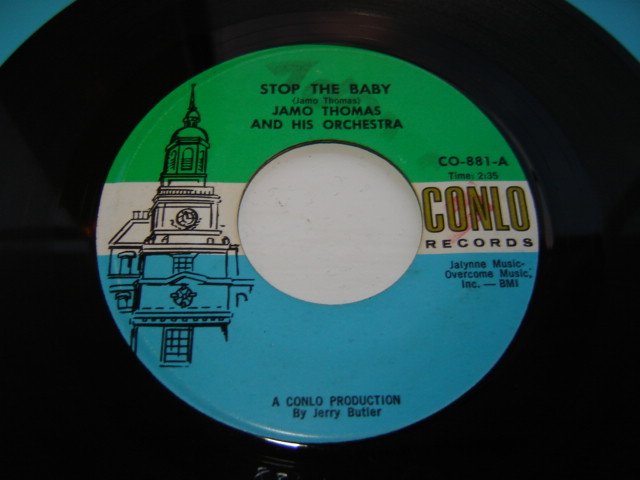 STOP THE BABY
(Jamo Thomas)
JAMO THOMAS
AND HIS ORCHESTRA
CO-881-A
Time: 2:35
CONLO
RECORDS
Jalynne Music-
Overcome Music,
Inc. — BMI
A CONLO PRODUCTION
By Jerry Butler